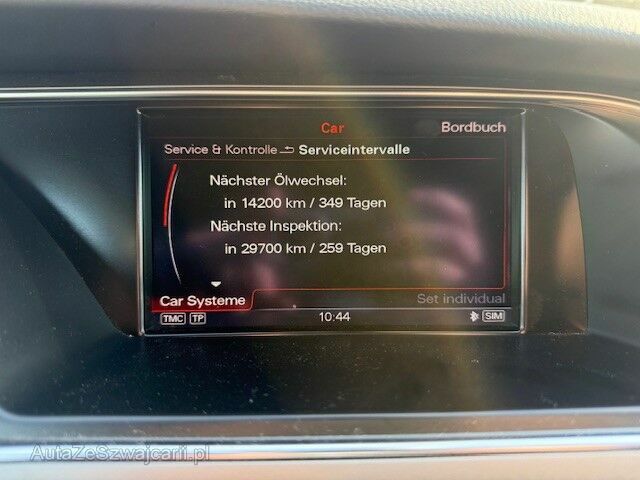 Car
Bordbuch
Service & Kontrolle Serviceintervalle
Nächster Ölwechsel:
in 14200 km / 349 Tagen
Nächste Inspektion:
in 29700 km / 259 Tagen
Car Systeme
Set individual
TMC TP 10:44 SIM
AutaZeSzwajcarii.pl